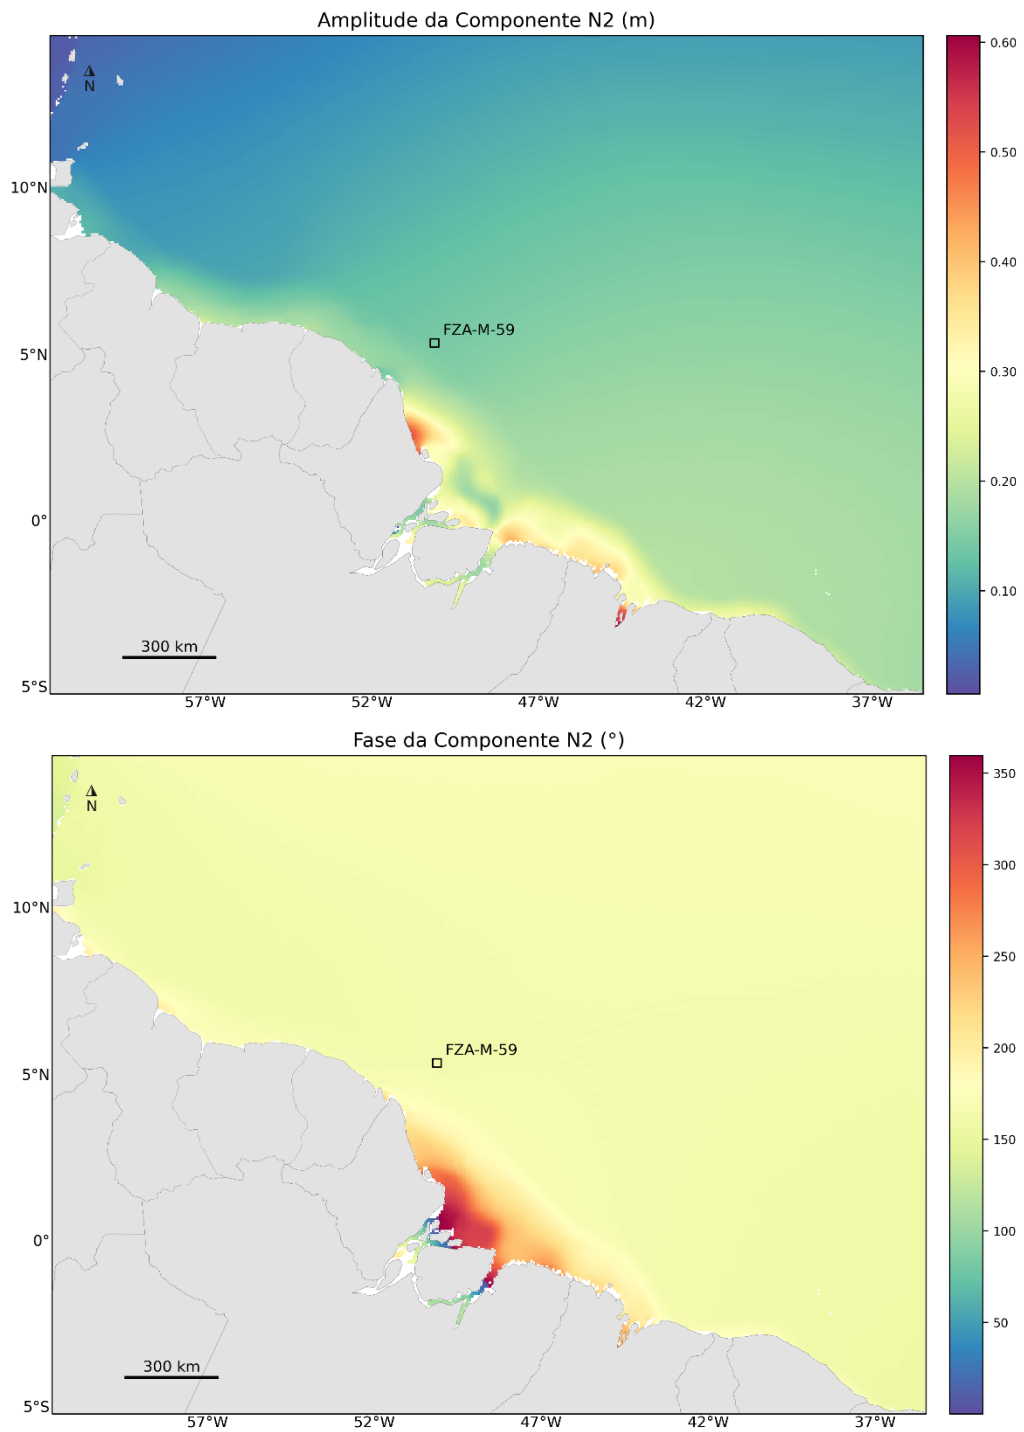 Amplitude da Componente N2 (m)
N
10°N
5°N
0°
5°S
FZA-M-59
300 km
57°W
52°W
47°W
42°W
37°W
0.60
0.50
0.40
0.30
0.20
0.10
Fase da Componente N2 (°)
N
10°N
5°N
0°
5°S
FZA-M-59
300 km
57°W
52°W
47°W
42°W
37°W
350
300
250
200
150
100
50